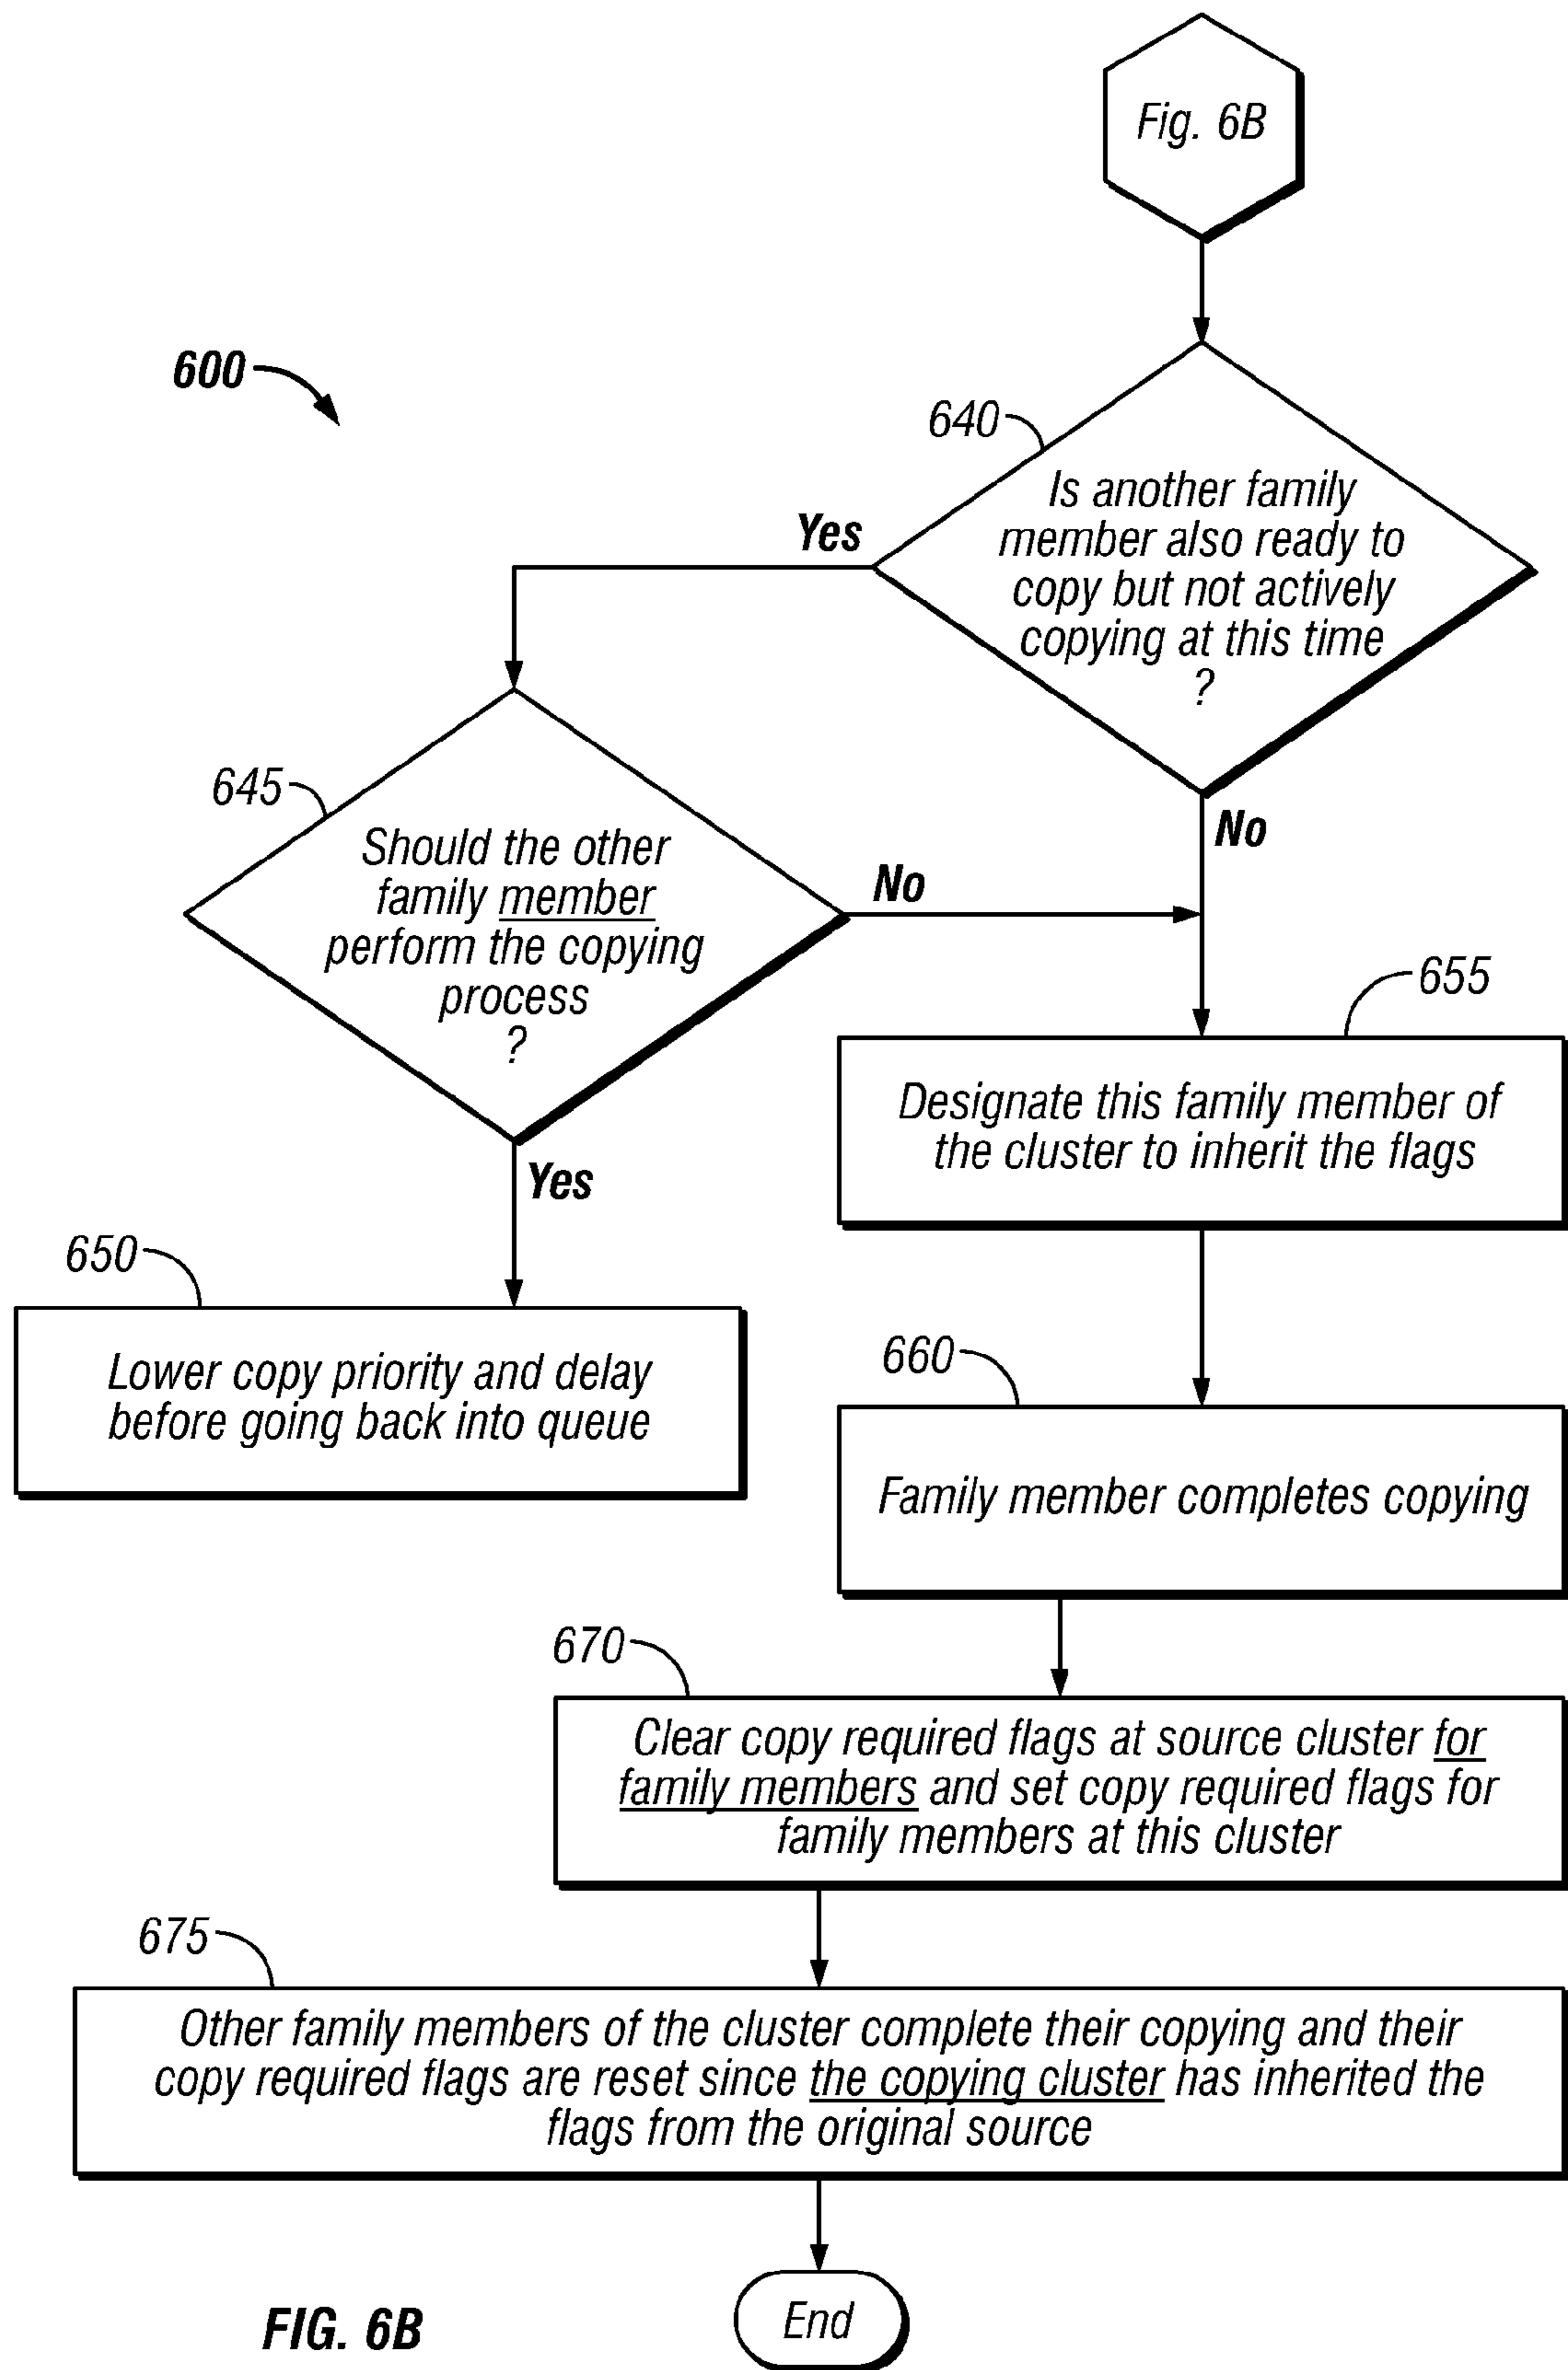 Fig. 6B
600
640
Is another family
member also ready to
copy but not actively
copying at this time
?
Yes
No
645
Should the other
family member
perform the copying
process
?
No
Yes
655
Designate this family member of
the cluster to inherit the flags
650
Lower copy priority and delay
before going back into queue
660
Family member completes copying
670
Clear copy required flags at source cluster for
family members and set copy required flags for
family members at this cluster
675
Other family members of the cluster complete their copying and their
copy required flags are reset since the copying cluster has inherited the
flags from the original source
End
FIG. 6B